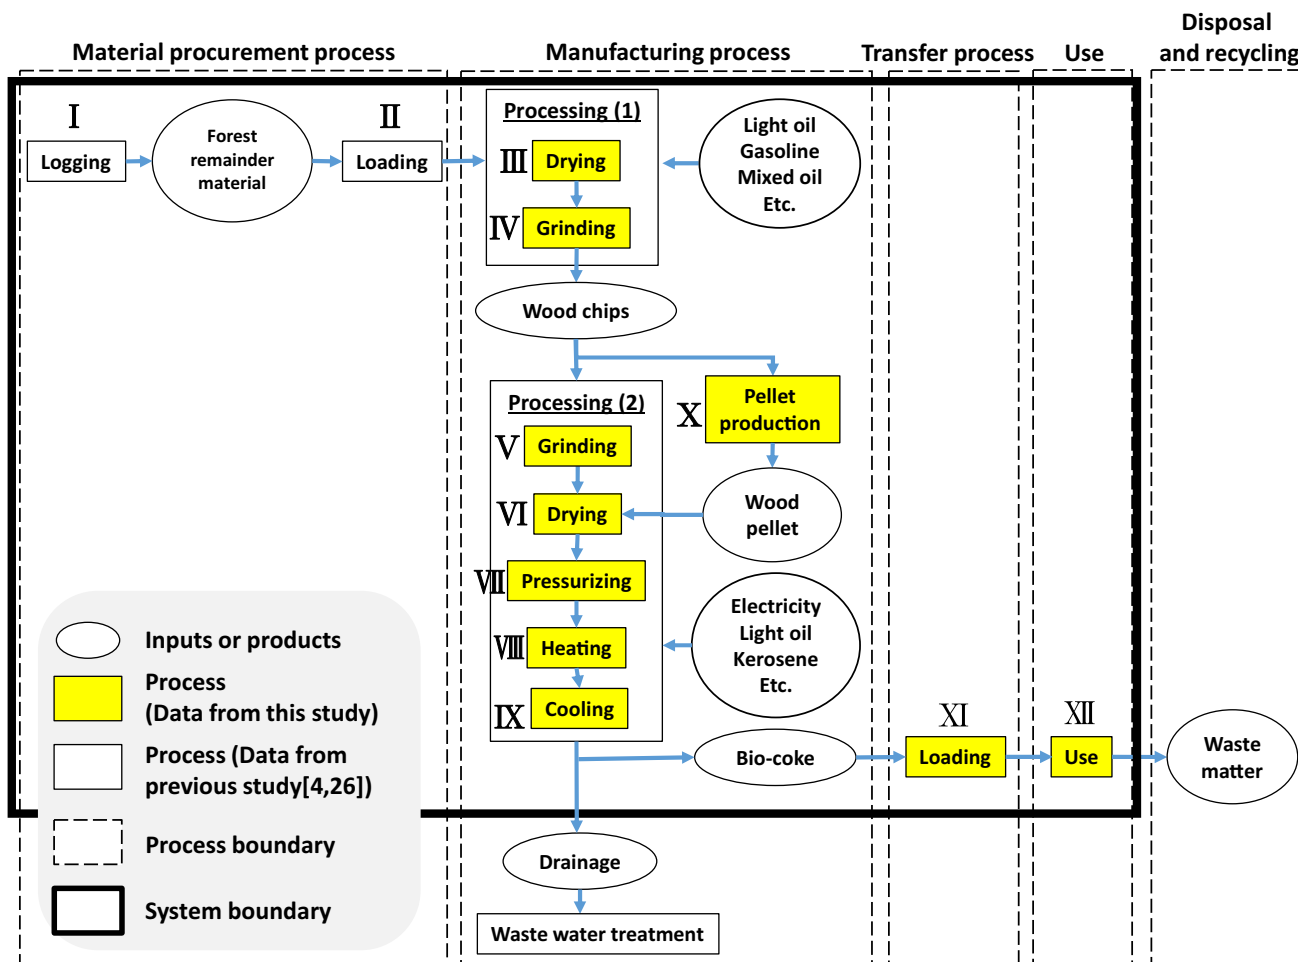 Material procurement process
Manufacturing process
Transfer process
Use
Disposal
and recycling
Ⅰ
Logging
Forest
remainder
material
Ⅱ
Loading
Processing (1)
Ⅲ
Drying
Ⅳ
Grinding
Light oil
Gasoline
Mixed oil
Etc.
Wood chips
Processing (2)
Ⅴ
Grinding
Ⅵ
Drying
Ⅶ
Pressurizing
Ⅷ
Heating
Ⅸ
Cooling
Ⅹ
Pellet
production
Wood
pellet
Electricity
Light oil
Kerosene
Etc.
Bio-coke
Ⅺ
Loading
Ⅻ
Use
Waste
matter
Drainage
Waste water treatment
Inputs or products
Process
(Data from this study)
Process (Data from
previous study[4,26])
Process boundary
System boundary